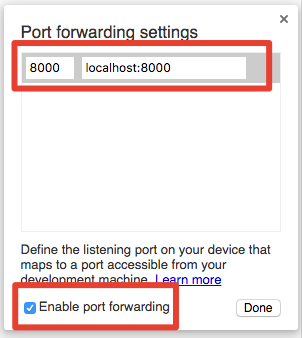 Port forwarding settings
8000 localhost:8000
Define the listening port on your device that
maps to a port accessible from your
development machine. Learn more
Enable port forwarding Done